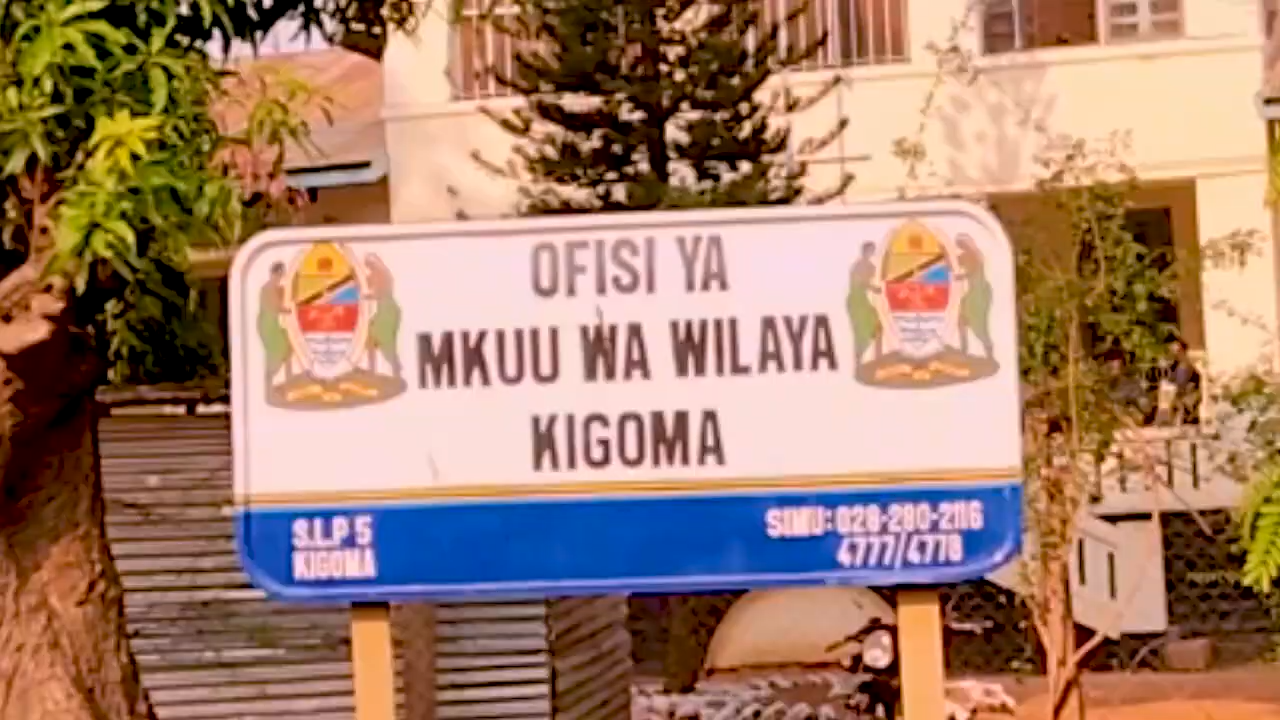 OFISI YA
MKUU WA WILAYA
KIGOMA
S.L.P 5
KIGOMA
SIMU: 028-280-2116
4777/4778